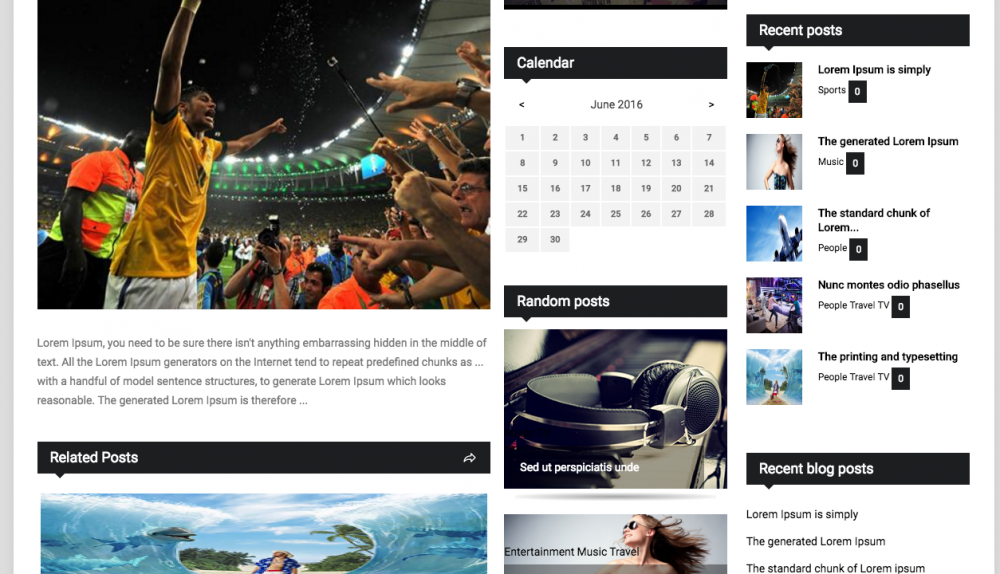 Lorem Ipsum, you need to be sure there isn't anything embarrassing hidden in the middle of
text. All the Lorem Ipsum generators on the Internet tend to repeat predefined chunks as ...
with a handful of model sentence structures, to generate Lorem Ipsum which looks
reasonable. The generated Lorem Ipsum is therefore ...
Related Posts
Calendar
< June 2016 >
1 2 3 4 5 6 7
8 9 10 11 12 13 14
15 16 17 18 19 20 21
22 23 24 25 26 27 28
29 30
Random posts
Sed ut perspiciatis unde
Entertainment Music Travel
Recent posts
Lorem Ipsum is simply
Sports 0
The generated Lorem Ipsum
Music 0
The standard chunk of
Lorem...
People 0
Nunc montes odio phasellus
People Travel TV 0
The printing and typesetting
People Travel TV 0
Recent blog posts
Lorem Ipsum is simply
The generated Lorem Ipsum
The standard chunk of Lorem ipsum